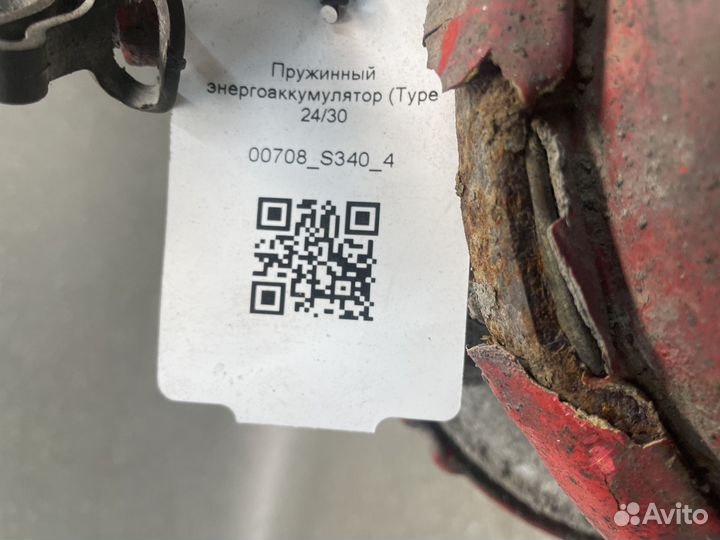 Пружинный
энергоаккумулятор (Type
24/30
00708_S340_4
Avito